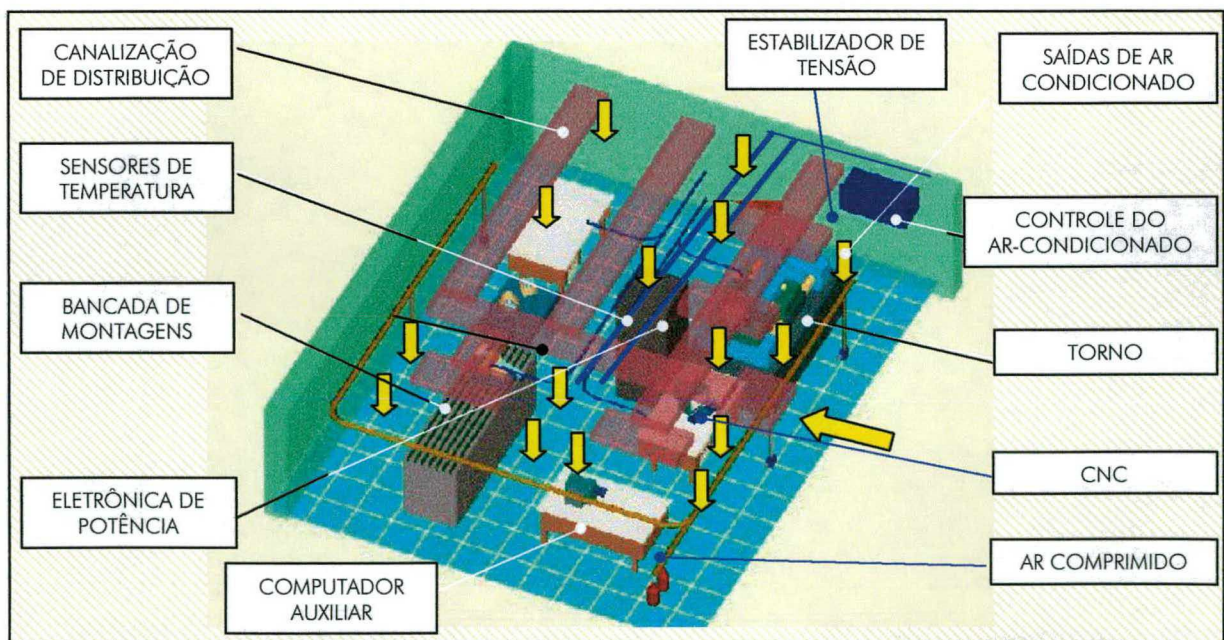 CANALIZAÇÃO
DE DISTRIBUIÇÃO
ESTABILIZADOR DE
TENSÃO
SAÍDAS DE AR
CONDICIONADO
SENSORES DE
TEMPERATURA
CONTROLE DO
AR-CONDICIONADO
BANCADA DE
MONTAGENS
TORNO
ELETRÔNICA DE
POTÊNCIA
CNC
COMPUTADOR
AUXILIAR
AR COMPRIMIDO